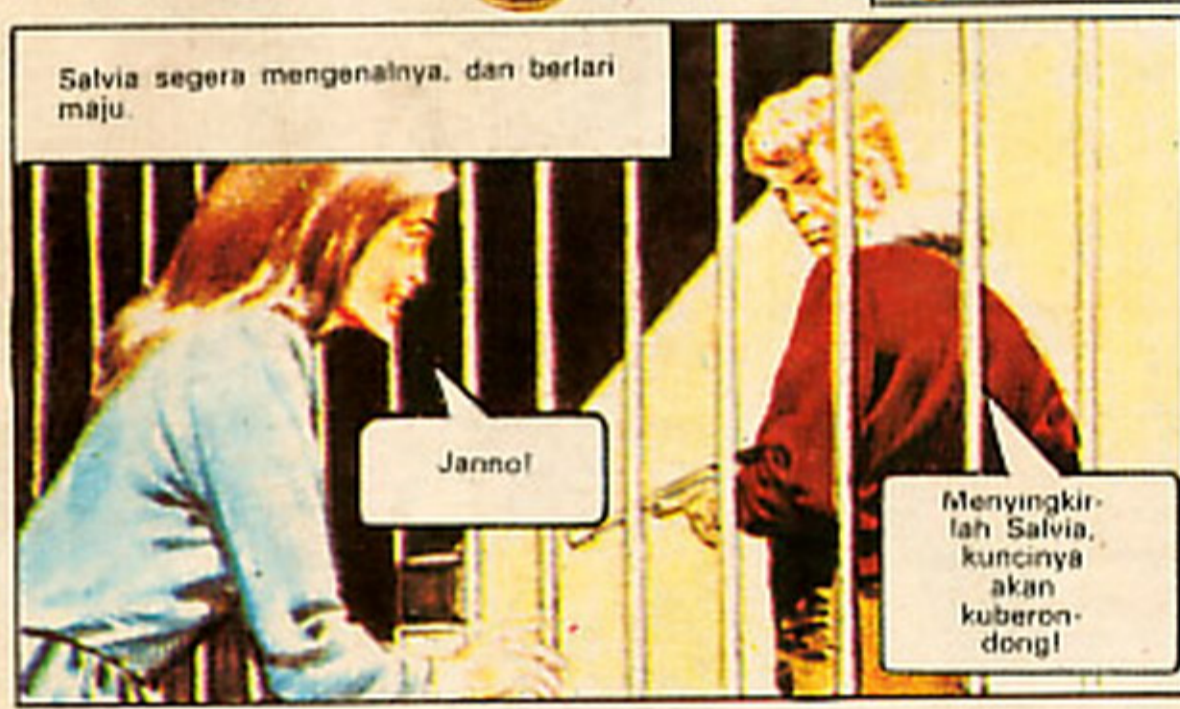 Salvia segera mengenalnya, dan berlari
maju.
Janno!
Menyingkir-
lah Salvia,
kuncinya
akan
kuberon-
dong!